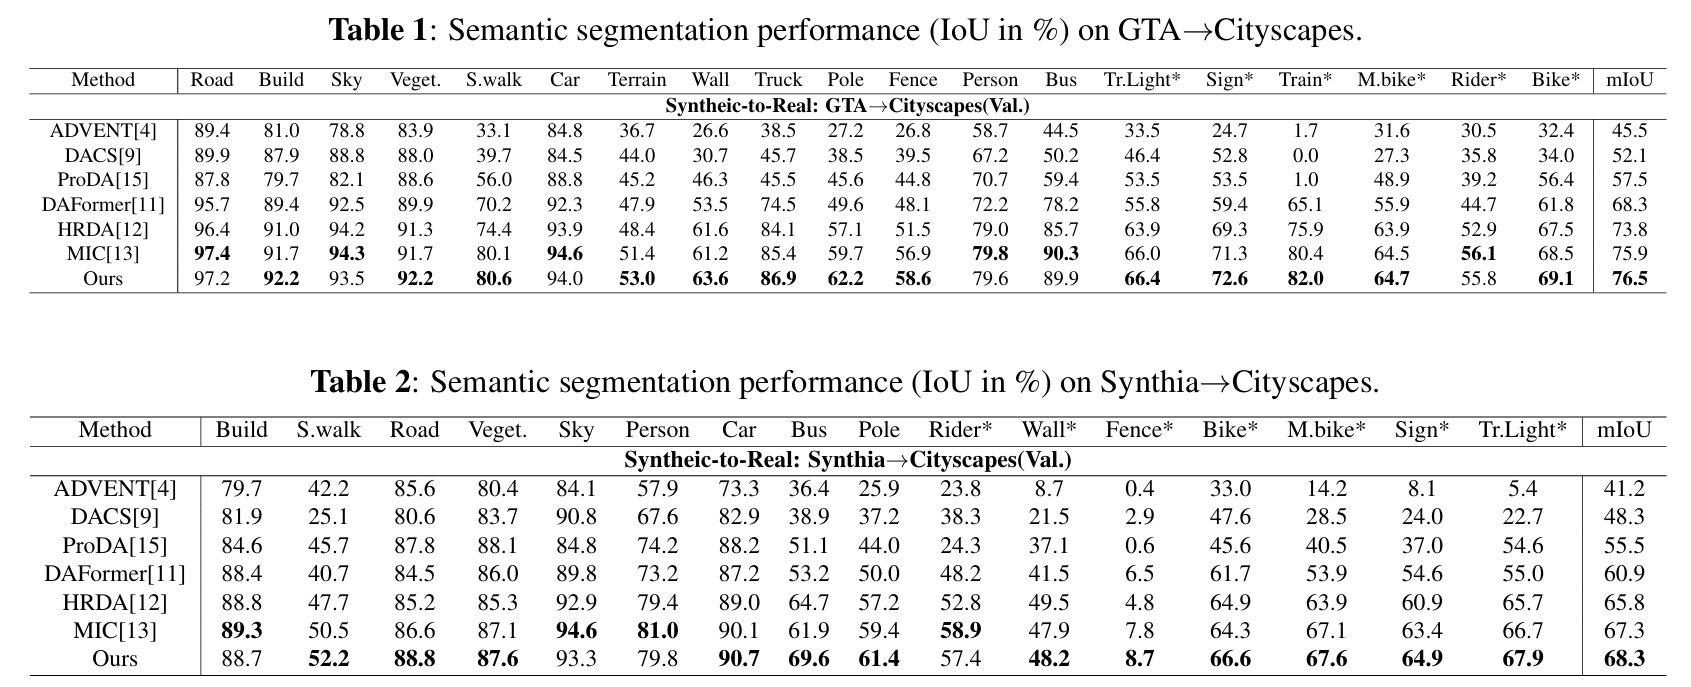 Table 1: Semantic segmentation performance (IoU in %) on GTA→Cityscapes.
Method Road Build Sky Veget. S.walk Car Terrain Wall Truck Pole Fence Person Bus Tr.Light* Sign* Train* M.bike* Rider* Bike* mIoU
Syntheic-to-Real: GTA→Cityscapes(Val.)
ADVENT[4] 89.4 81.0 78.8 83.9 33.1 84.8 36.7 26.6 38.5 27.2 26.8 58.7 44.5 33.5 24.7 1.7 31.6 30.5 32.4 45.5
DACS[9] 89.9 87.9 88.8 88.0 39.7 84.5 44.0 30.7 45.7 38.5 39.5 67.2 50.2 46.4 52.8 0.0 27.3 35.8 34.0 52.1
ProDA[15] 87.8 79.7 82.1 88.6 56.0 88.8 45.2 46.3 45.5 45.6 44.8 70.7 59.4 53.5 53.5 1.0 48.9 39.2 56.4 57.5
DAFormer[11] 95.7 89.4 92.5 89.9 70.2 92.3 47.9 53.5 74.5 49.6 48.1 72.2 78.2 55.8 59.4 65.1 55.9 44.7 61.8 68.3
HRDA[12] 96.4 91.0 94.2 91.3 74.4 93.9 48.4 61.6 84.1 57.1 51.5 79.0 85.7 63.9 69.3 75.9 63.9 52.9 67.5 73.8
MIC[13] 97.4 91.7 94.3 91.7 80.1 94.6 51.4 61.2 85.4 59.7 56.9 79.8 90.3 66.0 71.3 80.4 64.5 56.1 68.5 75.9
Ours 97.2 92.2 93.5 92.2 80.6 94.0 53.0 63.6 86.9 62.2 58.6 79.6 89.9 66.4 72.6 82.0 64.7 55.8 69.1 76.5
Table 2: Semantic segmentation performance (IoU in %) on Synthia→Cityscapes.
Method Build S.walk Road Veget. Sky Person Car Bus Pole Rider* Wall* Fence* Bike* M.bike* Sign* Tr.Light* mIoU
Syntheic-to-Real: Synthia→Cityscapes(Val.)
ADVENT[4] 79.7 42.2 85.6 80.4 84.1 57.9 73.3 36.4 25.9 23.8 8.7 0.4 33.0 14.2 8.1 5.4 41.2
DACS[9] 81.9 25.1 80.6 83.7 90.8 67.6 82.9 38.9 37.2 38.3 21.5 2.9 47.6 28.5 24.0 22.7 48.3
ProDA[15] 84.6 45.7 87.8 88.1 84.8 74.2 88.2 51.1 44.0 24.3 37.1 0.6 45.6 40.5 37.0 54.6 55.5
DAFormer[11] 88.4 40.7 84.5 86.0 89.8 73.2 87.2 53.2 50.0 48.2 41.5 6.5 61.7 53.9 54.6 55.0 60.9
HRDA[12] 88.8 47.7 85.2 85.3 92.9 79.4 89.0 64.7 57.2 52.8 49.5 4.8 64.9 63.9 60.9 65.7 65.8
MIC[13] 89.3 50.5 86.6 87.1 94.6 81.0 90.1 61.9 59.4 58.9 47.9 7.8 64.3 67.1 63.4 66.7 67.3
Ours 88.7 52.2 88.8 87.6 93.3 79.8 90.7 69.6 61.4 57.4 48.2 8.7 66.6 67.6 64.9 67.9 68.3